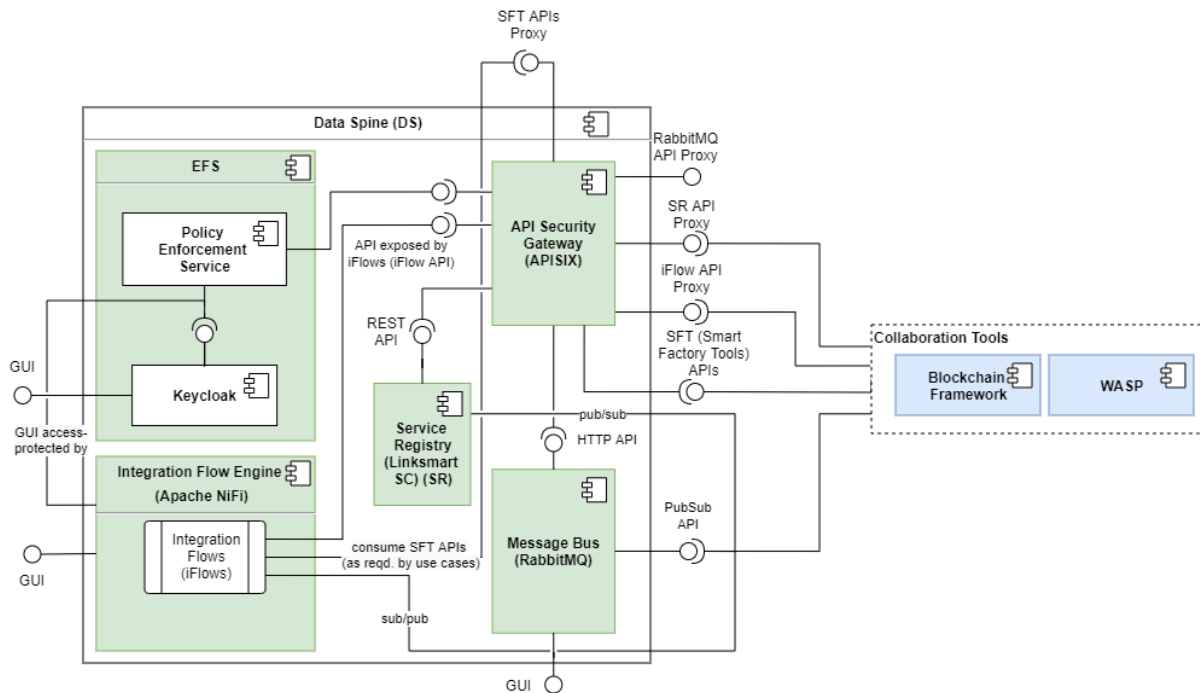 SFT APIs
Proxy
Data Spine (DS)
RabbitMQ
API Proxy
EFS
Policy
Enforcement
Service
API exposed by
iFlows (iFlow API)
API Security
Gateway
(APISIX)
SR API
Proxy
iFlow API
Proxy
REST
API
SFT (Smart
Factory Tools)
APIs
Collaboration Tools
Blockchain
Framework
WASP
GUI
Keycloak
GUI access-
protected by
pub/sub
Service
Registry
(Linksmart
SC) (SR)
HTTP API
Integration Flow Engine
(Apache NiFi)
Integration
Flows
(iFlows)
GUI
consume SFT APIs
(as reqd. by use cases)
sub/pub
Message Bus
(RabbitMQ)
PubSub
API
GUI